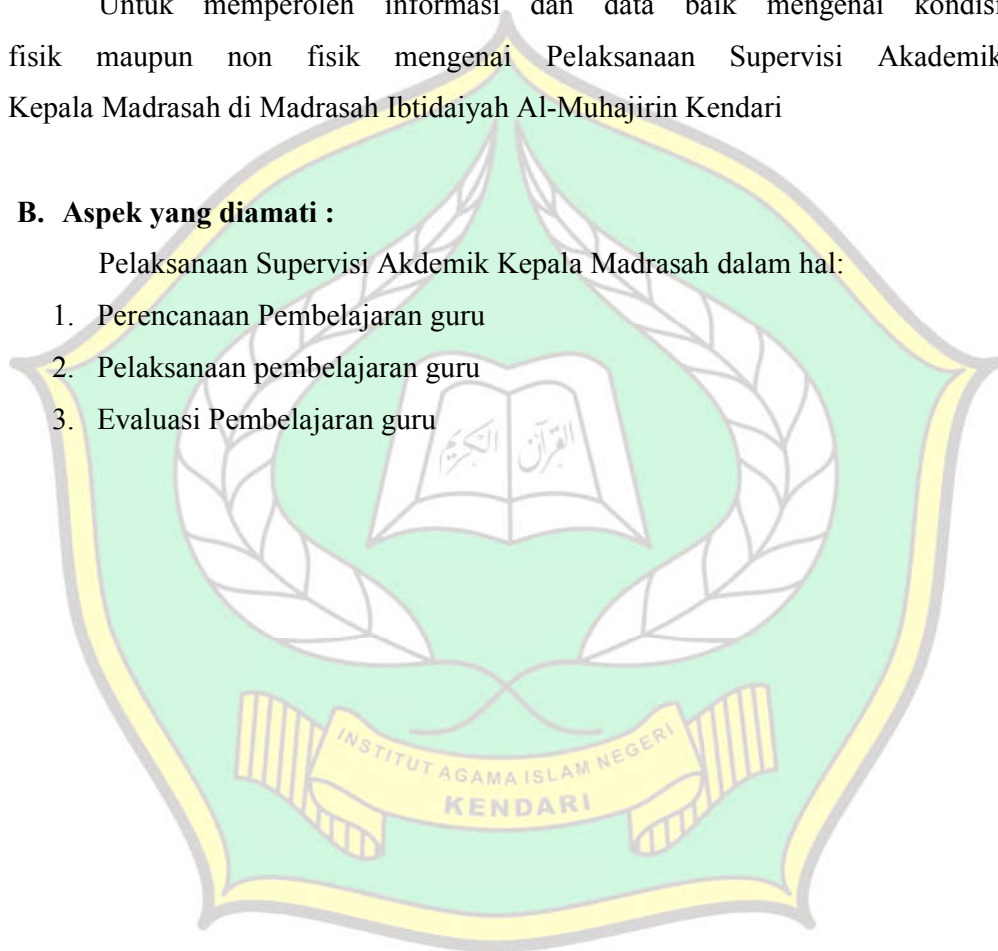 Untuk memperoleh informasi dan data baik mengenai kondisi
fisik maupun non fisik mengenai Pelaksanaan Supervisi Akademik
Kepala Madrasah di Madrasah Ibtidaiyah Al-Muhajirin Kendari
B. Aspek yang diamati :
Pelaksanaan Supervisi Akdemik Kepala Madrasah dalam hal:
1. Perencanaan Pembelajaran guru
2. Pelaksanaan pembelajaran guru
3. Evaluasi Pembelajaran guru
القرآن الكريم
INSTITUT AGAMA ISLAM NEGERI
KENDARI